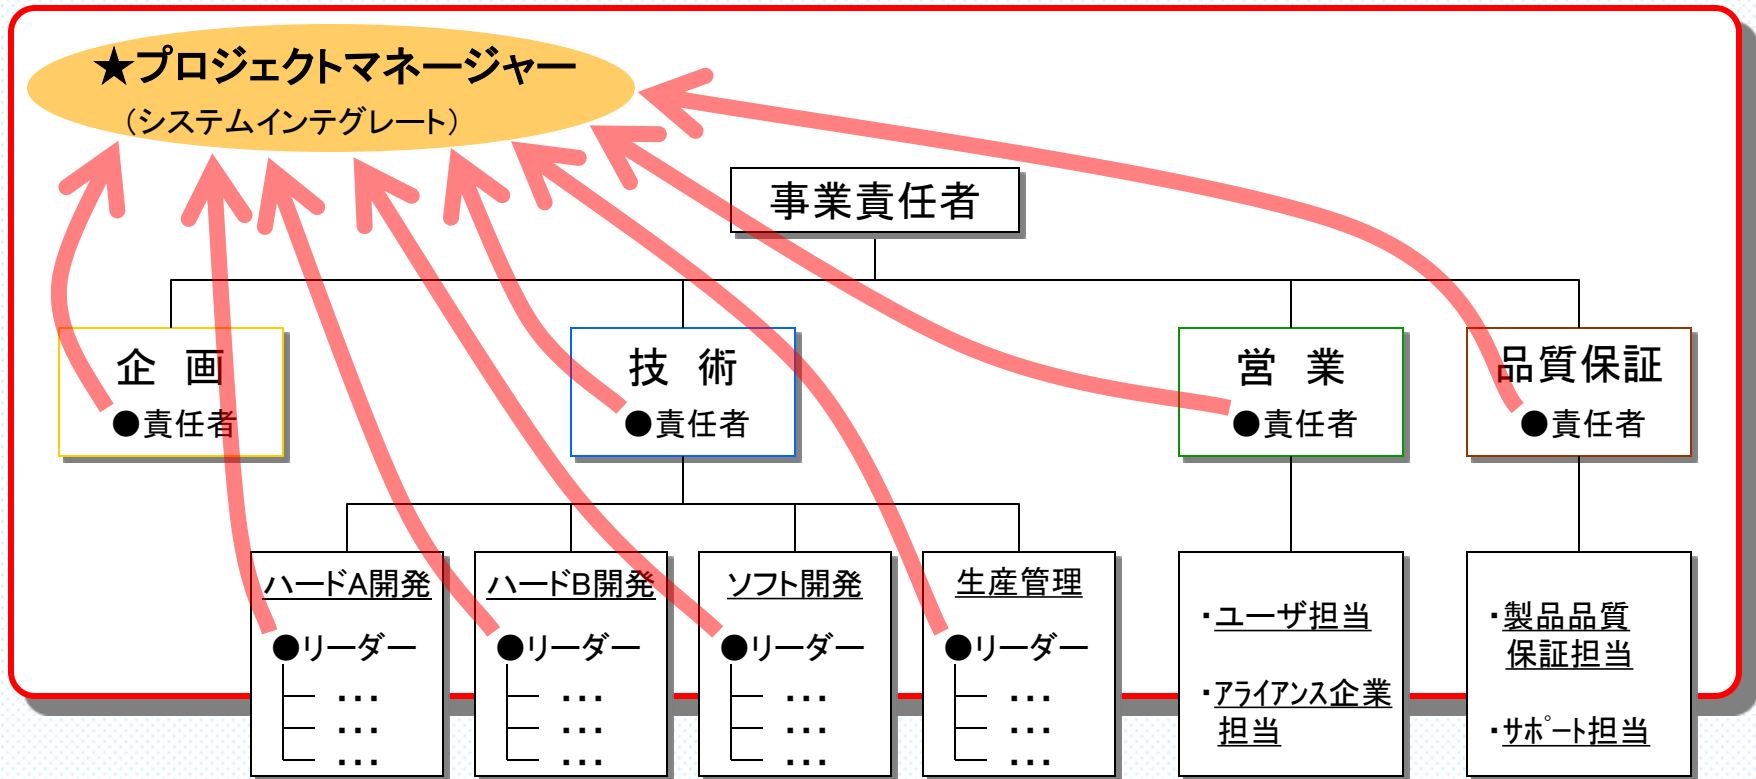 ★プロジェクトマネージャー
（システムインテグレート）
事業責任者
企　画
●責任者
技　術
●責任者
営　業
●責任者
品質保証
●責任者
ハードA開発
●リーダー
・・・
・・・
・・・
ハードB開発
●リーダー
・・・
・・・
・・・
ソフト開発
●リーダー
・・・
・・・
・・・
生産管理
●リーダー
・・・
・・・
・・・
・ユーザ担当
・アライアンス企業
担当
・製品品質
保証担当
・サポート担当